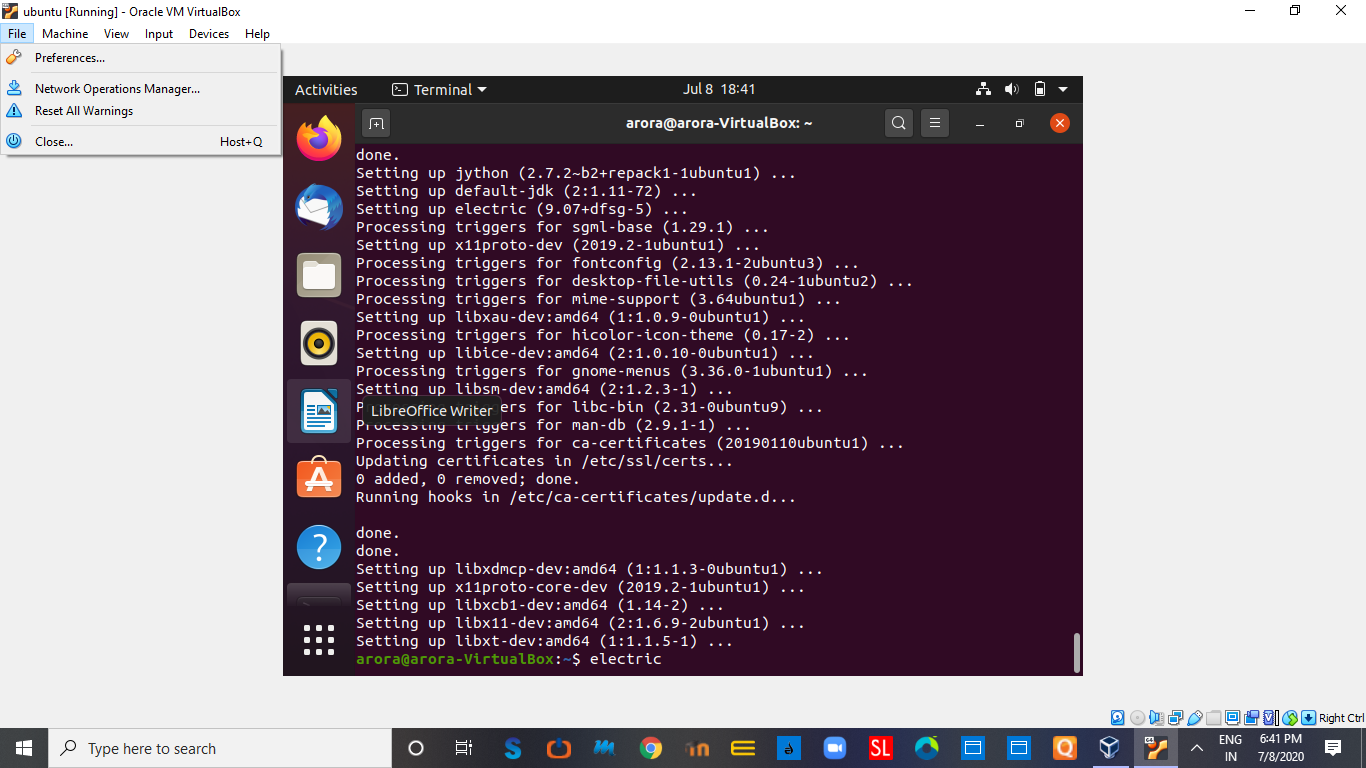 ubuntu [Running] - Oracle VM VirtualBox
File Machine View Input Devices Help
Preferences...
Network Operations Manager...
Reset All Warnings
Close... Host+Q
Activities Terminal Jul 8 18:41
arora@arora-VirtualBox: ~
done.
Setting up jython (2.7.2~b2+repack1-1ubuntu1) ...
Setting up default-jdk (2:1.11-72) ...
Setting up electric (9.07+dfsg-5) ...
Processing triggers for sgml-base (1.29.1) ...
Setting up x11proto-dev (2019.2-1ubuntu1) ...
Processing triggers for fontconfig (2.13.1-2ubuntu3) ...
Processing triggers for desktop-file-utils (0.24-1ubuntu2) ...
Processing triggers for mime-support (3.64ubuntu1) ...
Setting up libxau-dev:amd64 (1:1.0.9-0ubuntu1) ...
Processing triggers for hicolor-icon-theme (0.17-2) ...
Setting up libice-dev:amd64 (2:1.0.10-0ubuntu1) ...
Processing triggers for gnome-menus (3.36.0-1ubuntu1) ...
Setting up libsm-dev:amd64 (2:1.2.3-1) ...
LibreOffice Writer
for libc-bin (2.31-0ubuntu9) ...
Processing triggers for man-db (2.9.1-1) ...
Processing triggers for ca-certificates (20190110ubuntu1) ...
Updating certificates in /etc/ssl/certs...
0 added, 0 removed; done.
Running hooks in /etc/ca-certificates/update.d...
done.
done.
Setting up libxdmcp-dev:amd64 (1:1.1.3-0ubuntu1) ...
Setting up x11proto-core-dev (2019.2-1ubuntu1) ...
Setting up libxcb1-dev:amd64 (1.14-2) ...
Setting up libx11-dev:amd64 (2:1.6.9-2ubuntu1) ...
Setting up libxt-dev:amd64 (1:1.1.5-1) ...
arora@arora-VirtualBox:~$ electric
Right Ctrl
Type here to search
SL
ENG
IN
6:41 PM
7/8/2020